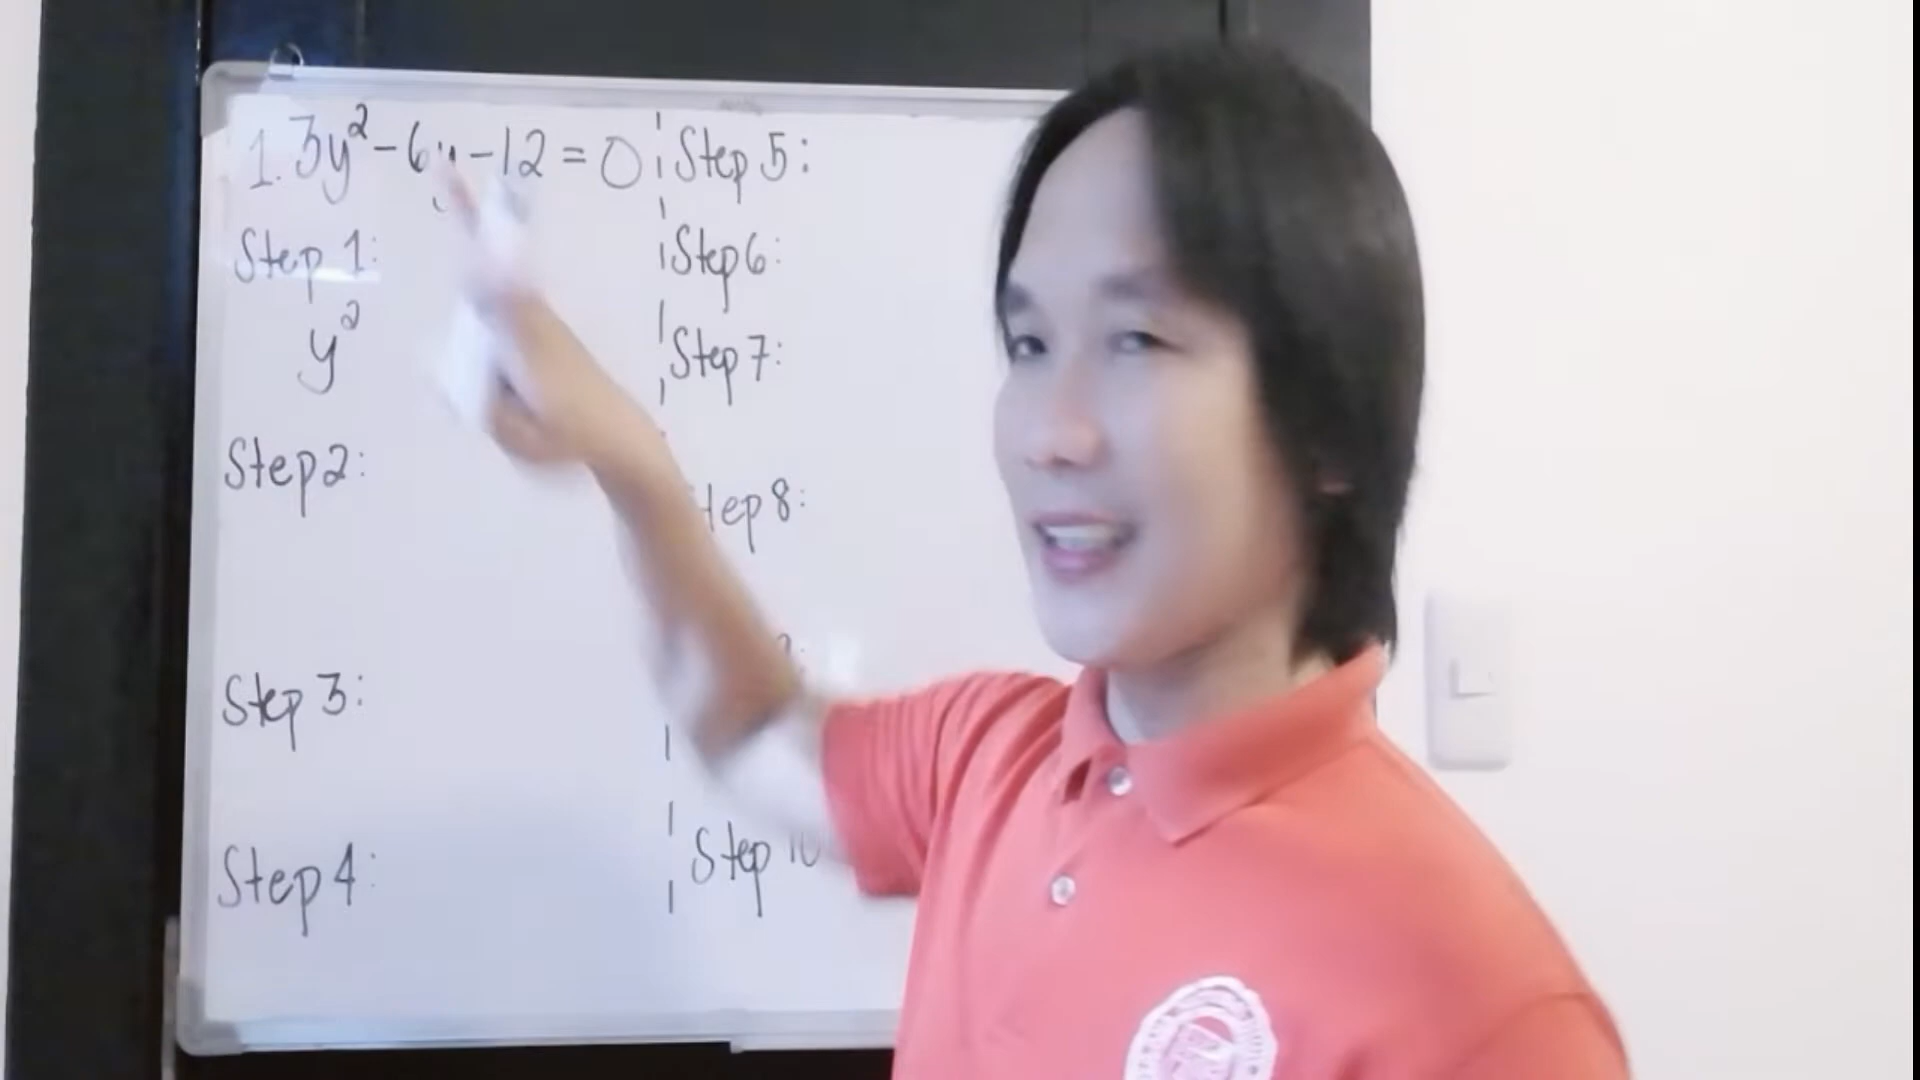 1. 3y² - 6y - 12 = 0
Step 1:
y²
Step 2:
Step 3:
Step 4:
Step 5:
Step 6:
Step 7:
Step 8:
Step 10